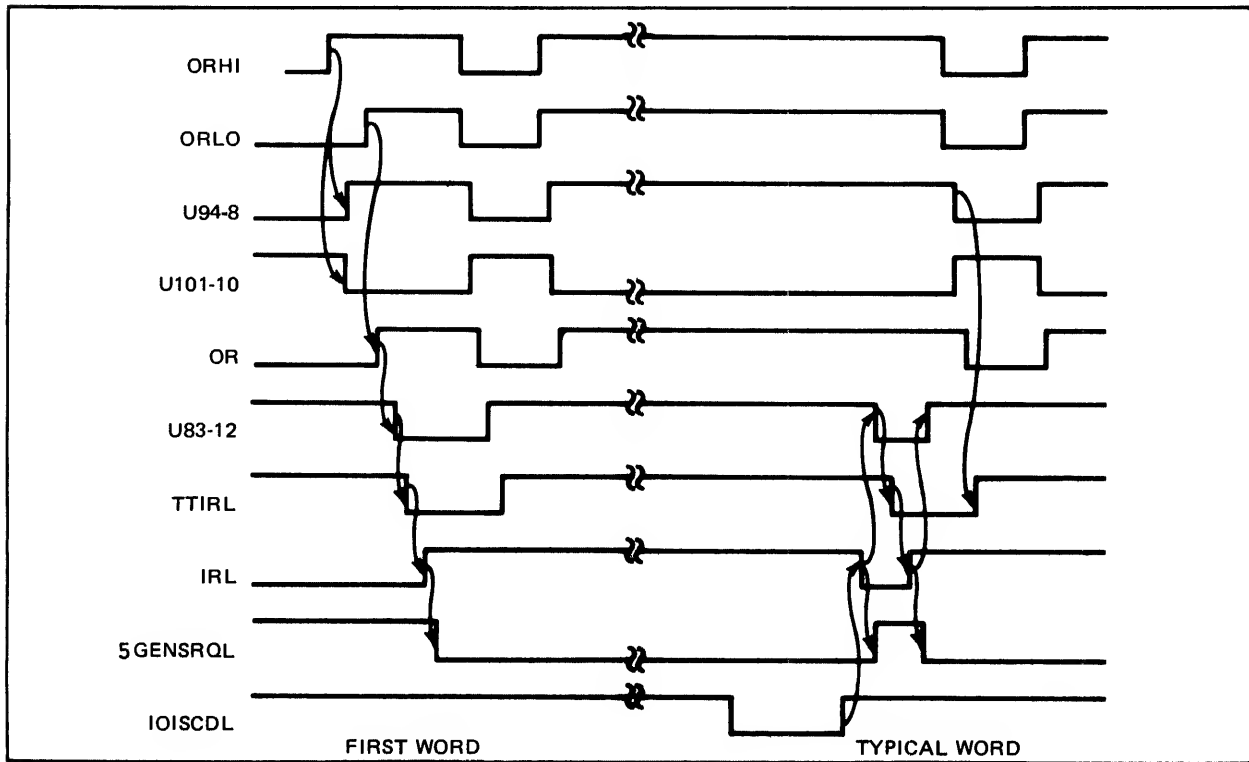 ORHI
ORLO
U94-8
U101-10
OR
U83-12
TTIRL
IRL
5GENSRQL
IOISCDL
FIRST WORD
TYPICAL WORD